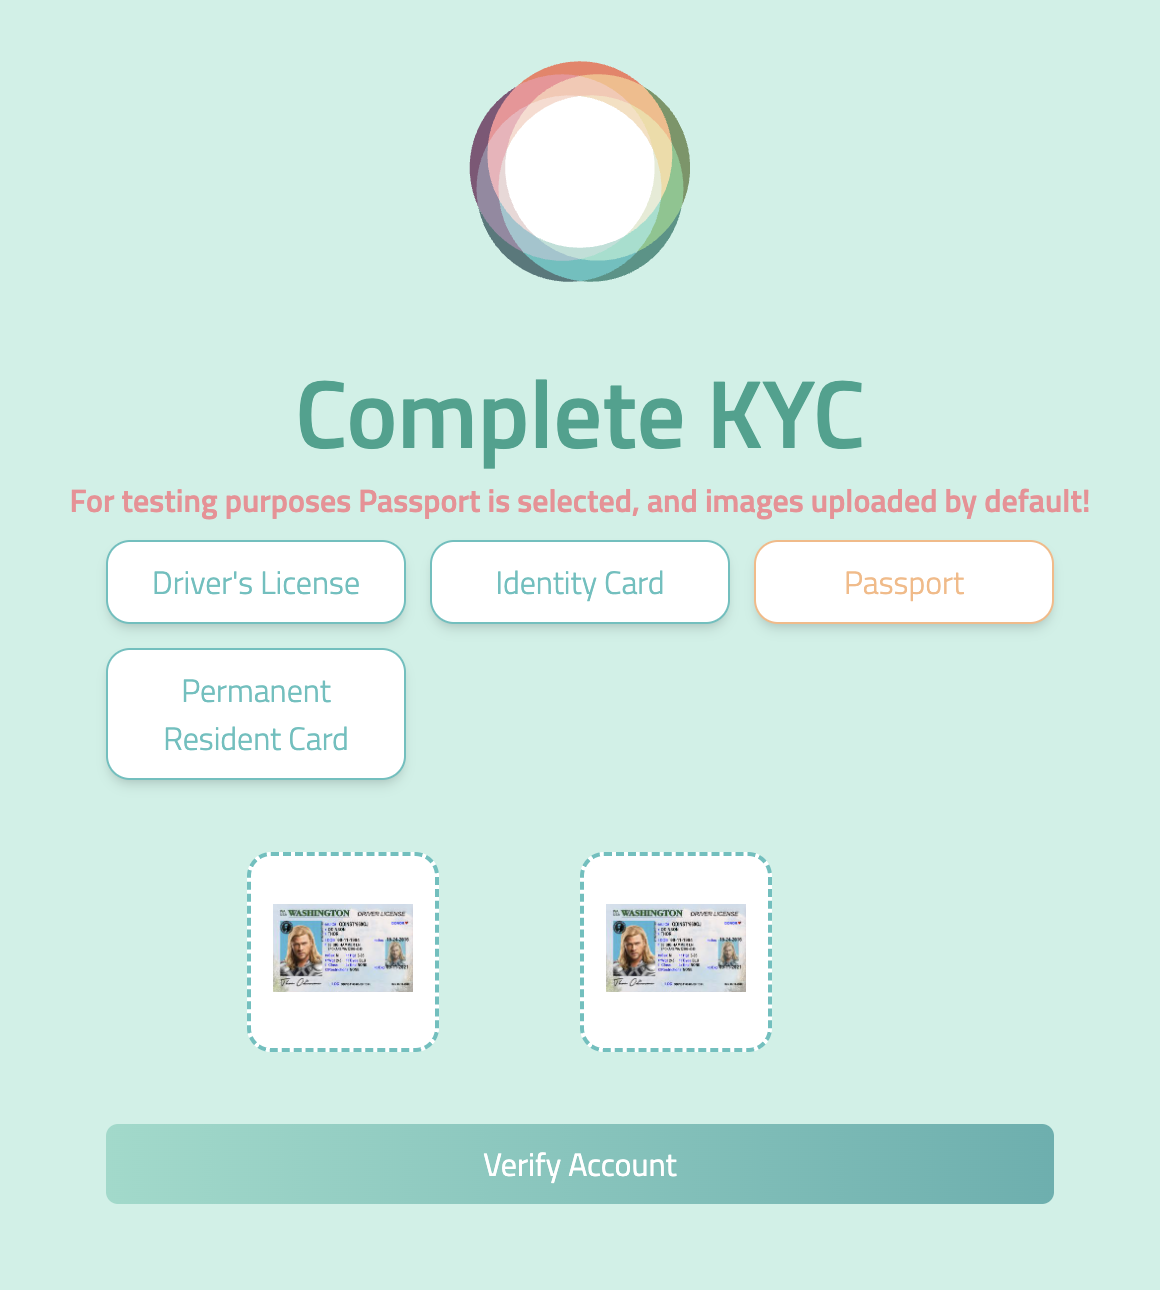 Complete KYC
For testing purposes Passport is selected, and images uploaded by default!
Driver's License
Identity Card
Passport
Permanent
Resident Card
WASHINGTON DRIVER LICENSE
WASHINGTON DRIVER LICENSE
Verify Account